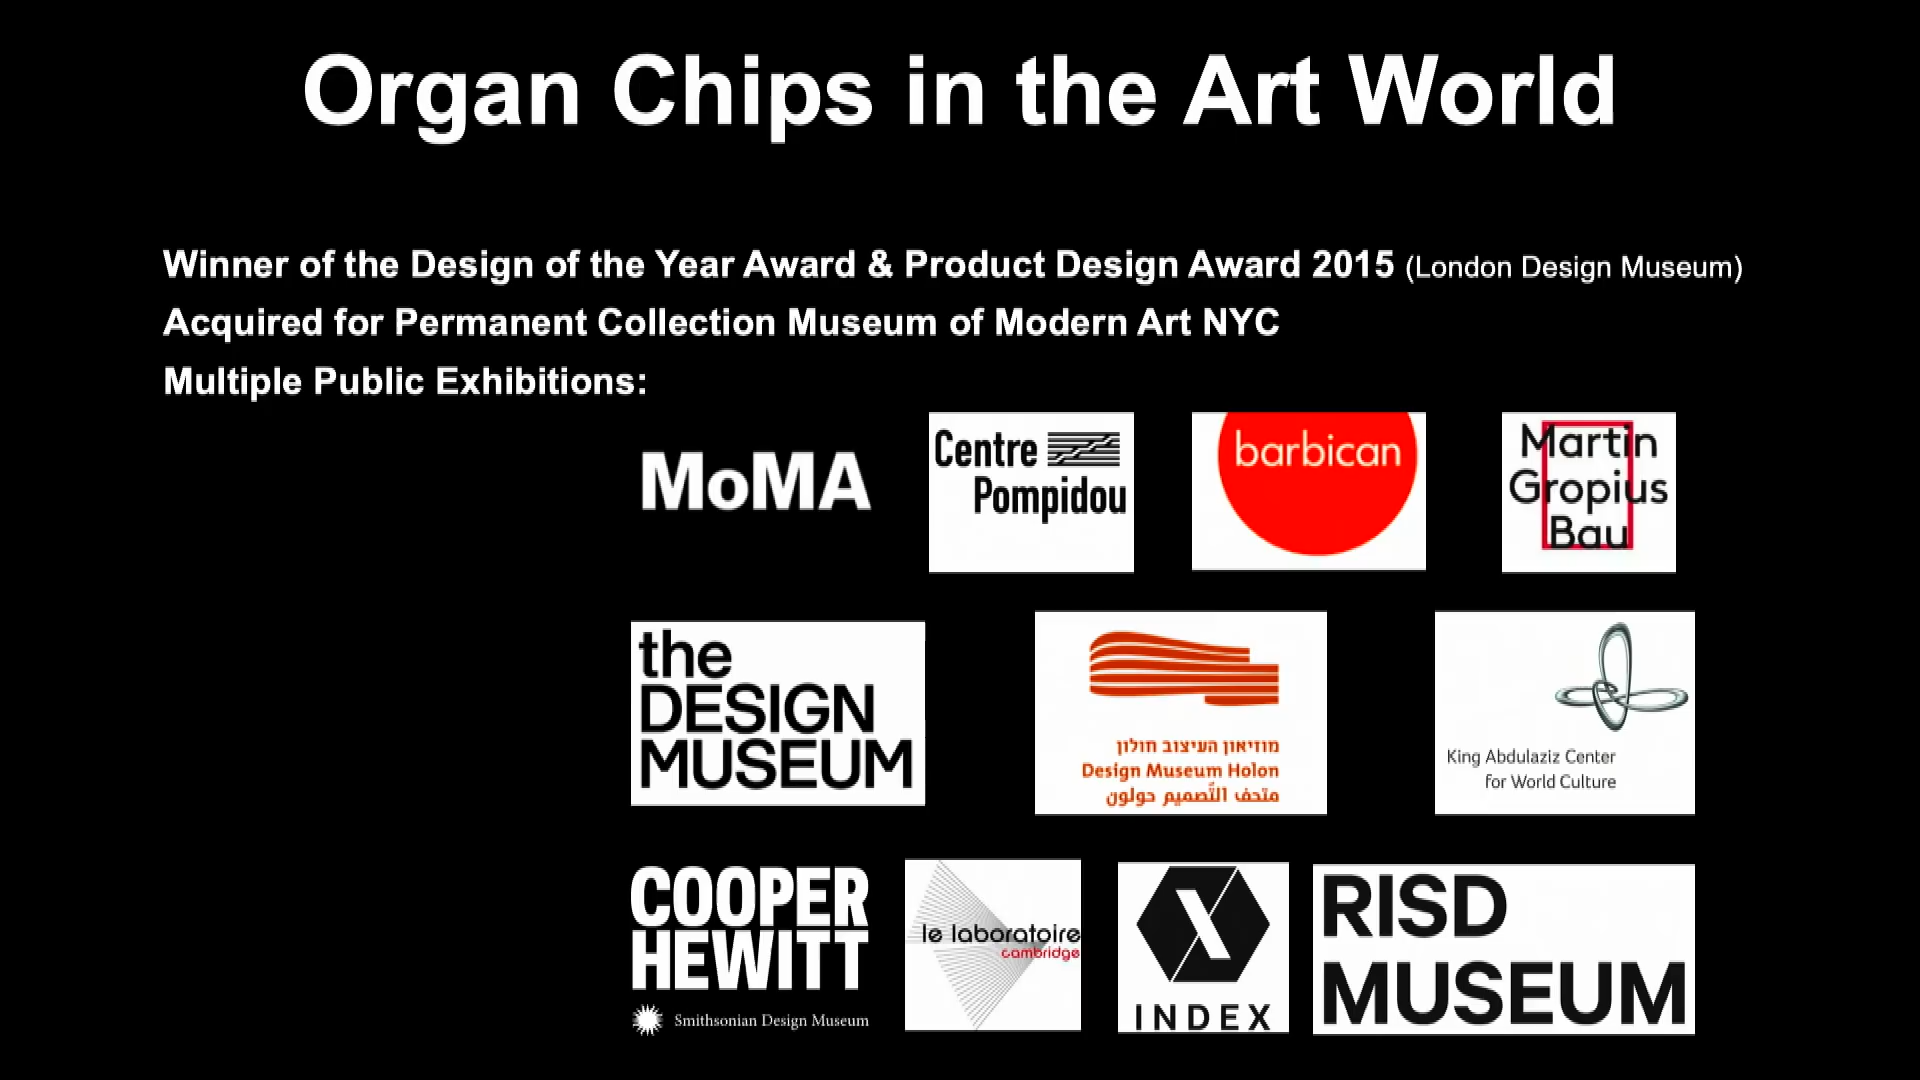 Organ Chips in the Art World
Winner of the Design of the Year Award & Product Design Award 2015 (London Design Museum)
Acquired for Permanent Collection Museum of Modern Art NYC
Multiple Public Exhibitions:
MoMA
Centre
Pompidou
barbican
Martin
Gropius
Bau
the
DESIGN
MUSEUM
מוזיאון העיצוב חולון
Design Museum Holon
متحف التّصميم حولون
King Abdulaziz Center
for World Culture
COOPER
HEWITT
Smithsonian Design Museum
le laboratoire
cambridge
INDEX
RISD
MUSEUM